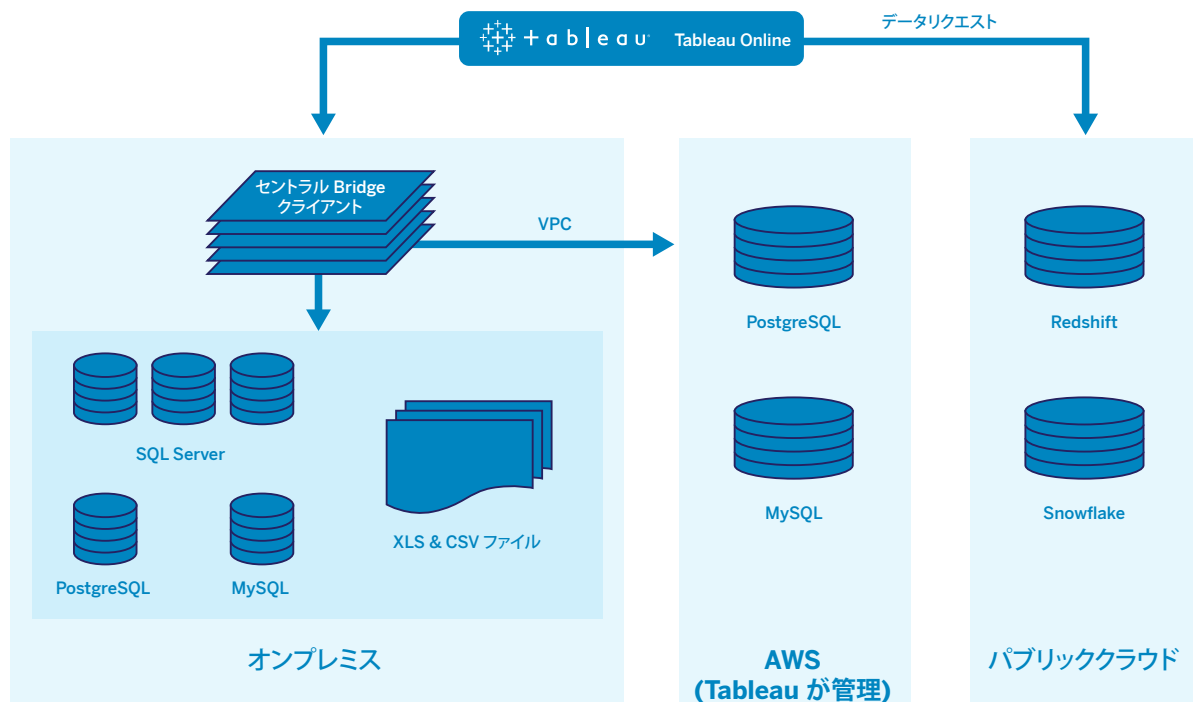 + a b l e a u Tableau Online
データリクエスト
セントラル Bridge
クライアント
VPC
SQL Server
PostgreSQL
MySQL
XLS & CSV ファイル
オンプレミス
PostgreSQL
MySQL
AWS
(Tableau が管理)
Redshift
Snowflake
パブリッククラウド